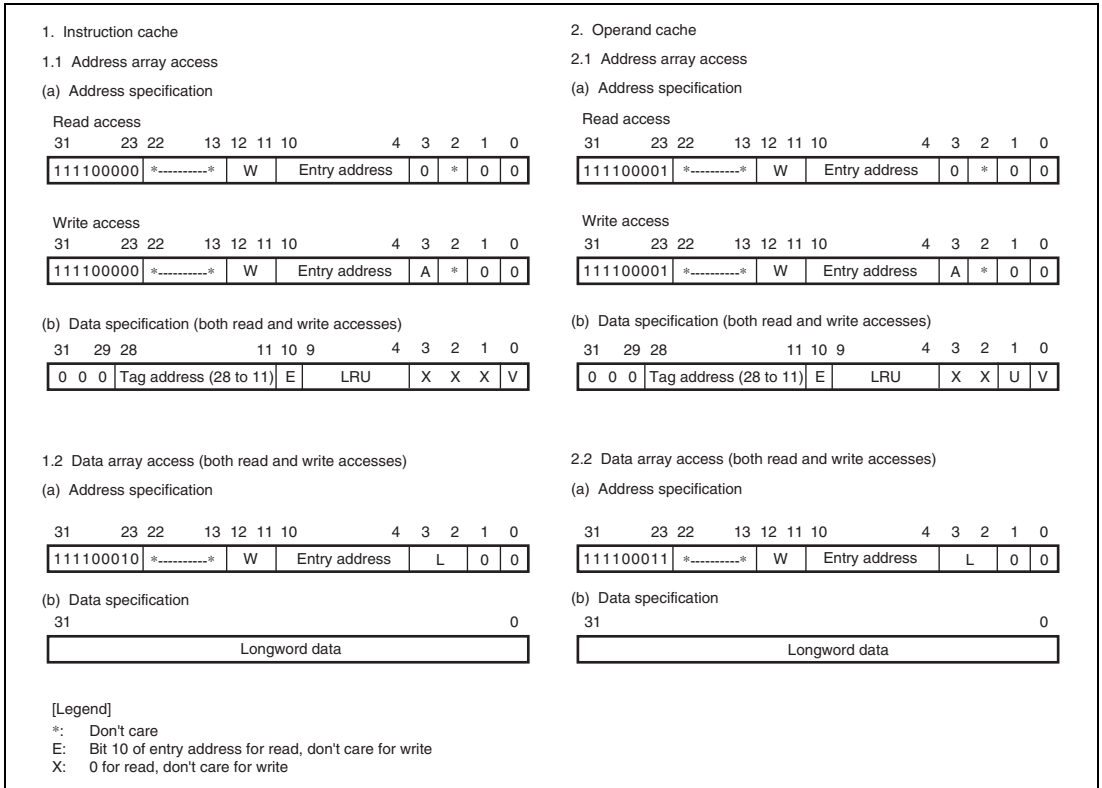 1. Instruction cache
1.1 Address array access
(a) Address specification
Read access
31 23 22 13 12 11 10 4 3 2 1 0
111100000 *----------* W Entry address 0 * 0 0
Write access
31 23 22 13 12 11 10 4 3 2 1 0
111100000 *----------* W Entry address A * 0 0
(b) Data specification (both read and write accesses)
31 29 28 11 10 9 4 3 2 1 0
0 0 0 Tag address (28 to 11) E LRU X X X V
1.2 Data array access (both read and write accesses)
(a) Address specification
31 23 22 13 12 11 10 4 3 2 1 0
111100010 *---------* W Entry address L 0 0
(b) Data specification
31 0
Longword data
[Legend]
*: Don't care
E: Bit 10 of entry address for read, don't care for write
X: 0 for read, don't care for write
2. Operand cache
2.1 Address array access
(a) Address specification
Read access
31 23 22 13 12 11 10 4 3 2 1 0
111100001 *----------* W Entry address 0 * 0 0
Write access
31 23 22 13 12 11 10 4 3 2 1 0
111100001 *----------* W Entry address A * 0 0
(b) Data specification (both read and write accesses)
31 29 28 11 10 9 4 3 2 1 0
0 0 0 Tag address (28 to 11) E LRU X X U V
2.2 Data array access (both read and write accesses)
(a) Address specification
31 23 22 13 12 11 10 4 3 2 1 0
111100011 *----------* W Entry address L 0 0
(b) Data specification
31 0
Longword data